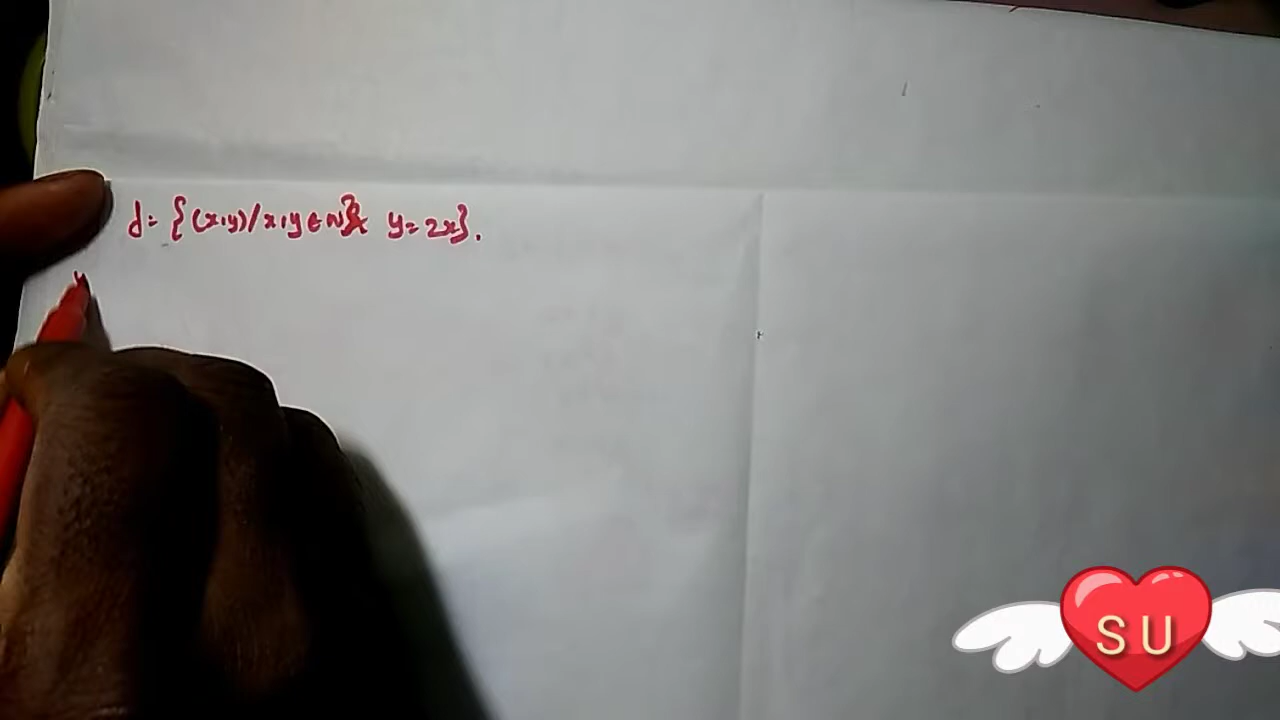 f = {(x,y)/x,y ∈ N & y = 2x}.
SU